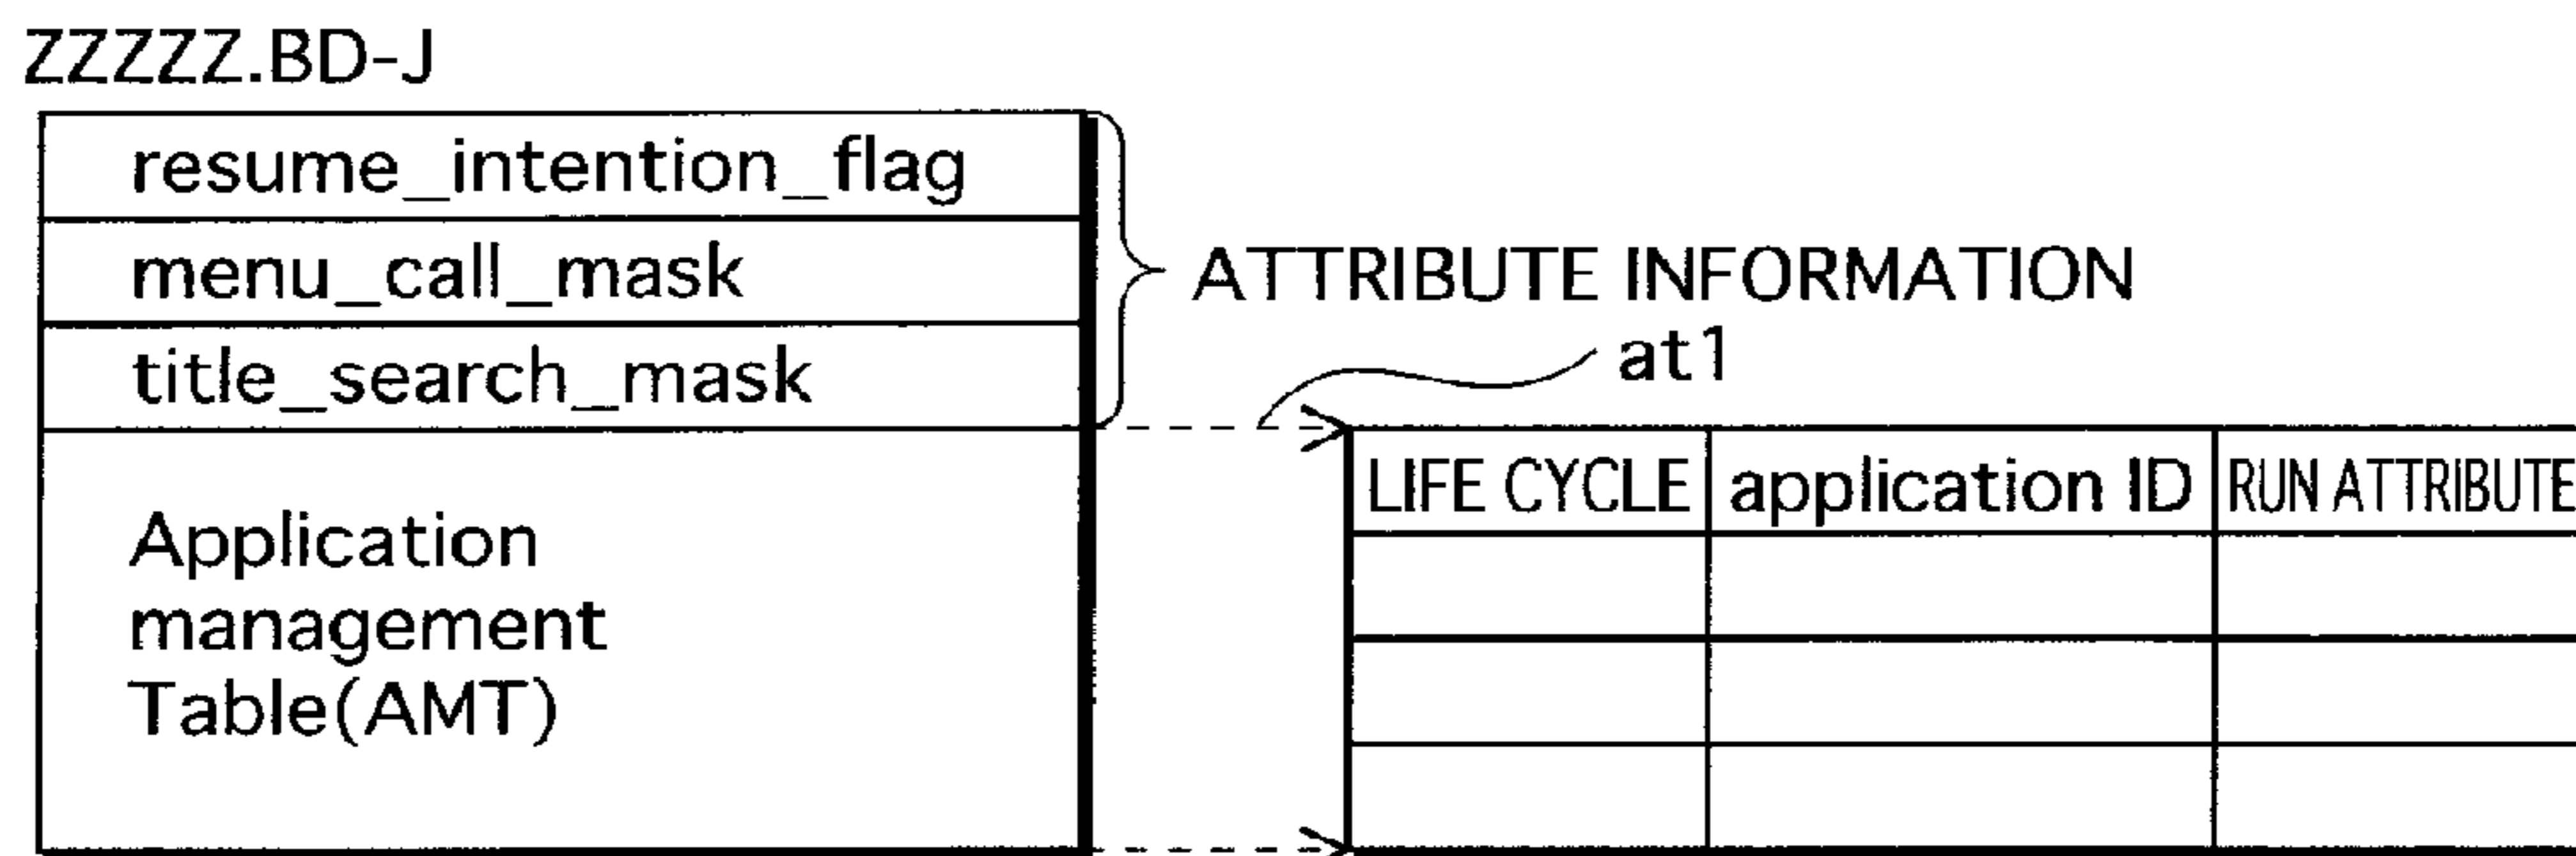 ZZZZZ.BD-J
resume_intention_flag
menu_call_mask
title_search_mask
ATTRIBUTE INFORMATION
at1
Application
management
Table(AMT)
LIFE CYCLE application ID RUN ATTRIBUTE